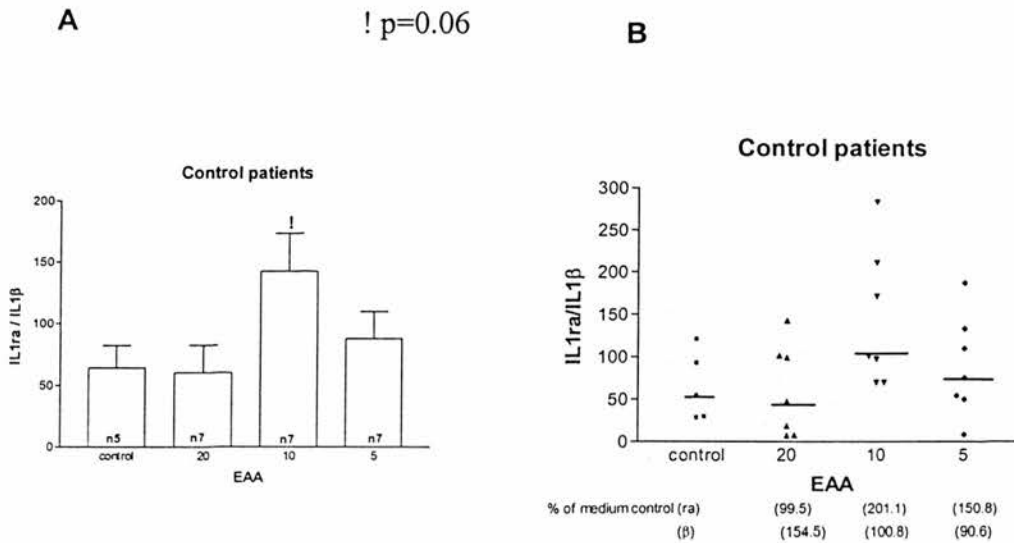 A
! p=0.06
Control patients
200
150
100
50
0
IL1ra / IL1β
!
n5 n7 n7 n7
control 20 10 5
EAA
B
Control patients
300
250
200
150
100
50
0
IL1ra/IL1β
control 20 10 5
EAA
% of medium control (ra) (99.5) (201.1) (150.8)
(β) (154.5) (100.8) (90.6)